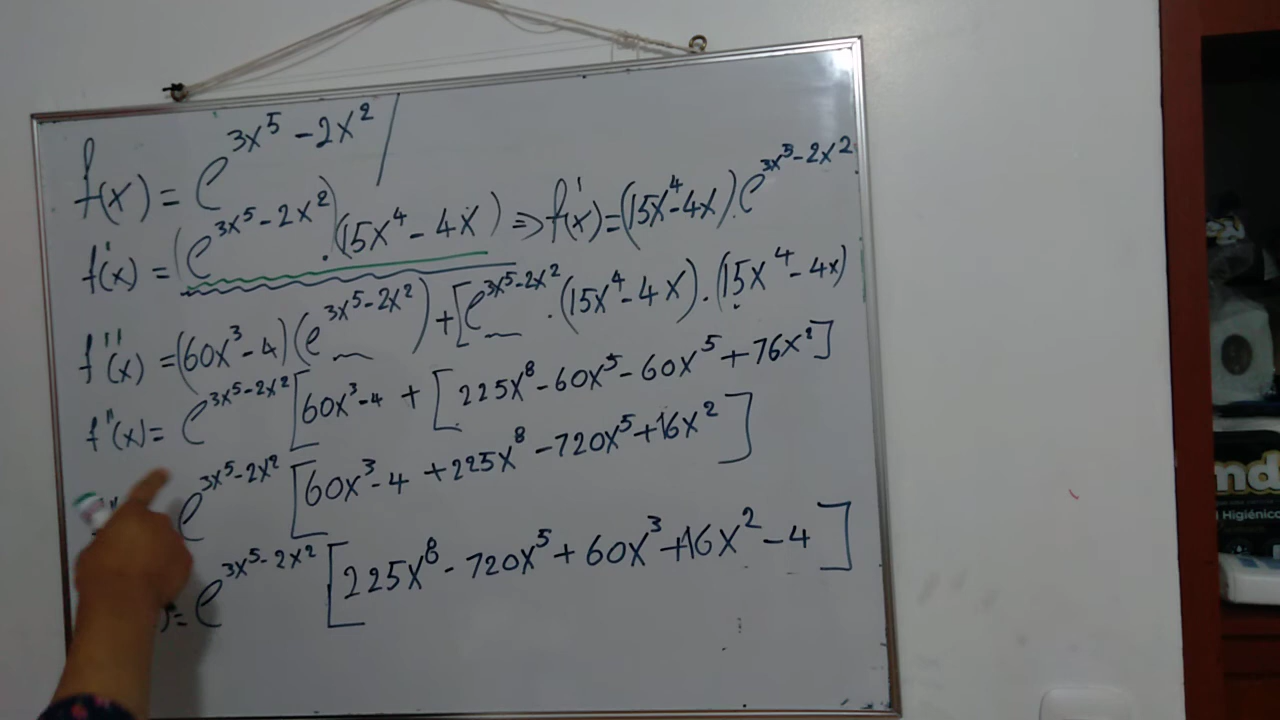 f(x) = e^{3x^5 - 2x^2}
f'(x) = (e^{3x^5 - 2x^2}) . (15x^4 - 4x) => f'(x) = (15x^4 - 4x) . e^{3x^5 - 2x^2}
f''(x) = (60x^3 - 4)(e^{3x^5 - 2x^2}) + [e^{3x^5 - 2x^2} . (15x^4 - 4x) . (15x^4 - 4x)
f''(x) = e^{3x^5 - 2x^2} [60x^3 - 4 + [225x^8 - 60x^5 - 60x^5 + 76x^2]
e^{3x^5 - 2x^2} [60x^3 - 4 + 225x^8 - 720x^5 + 16x^2]
) = e^{3x^5 - 2x^2} [225x^8 - 720x^5 + 60x^3 + 16x^2 - 4]
nd
l Higiénico